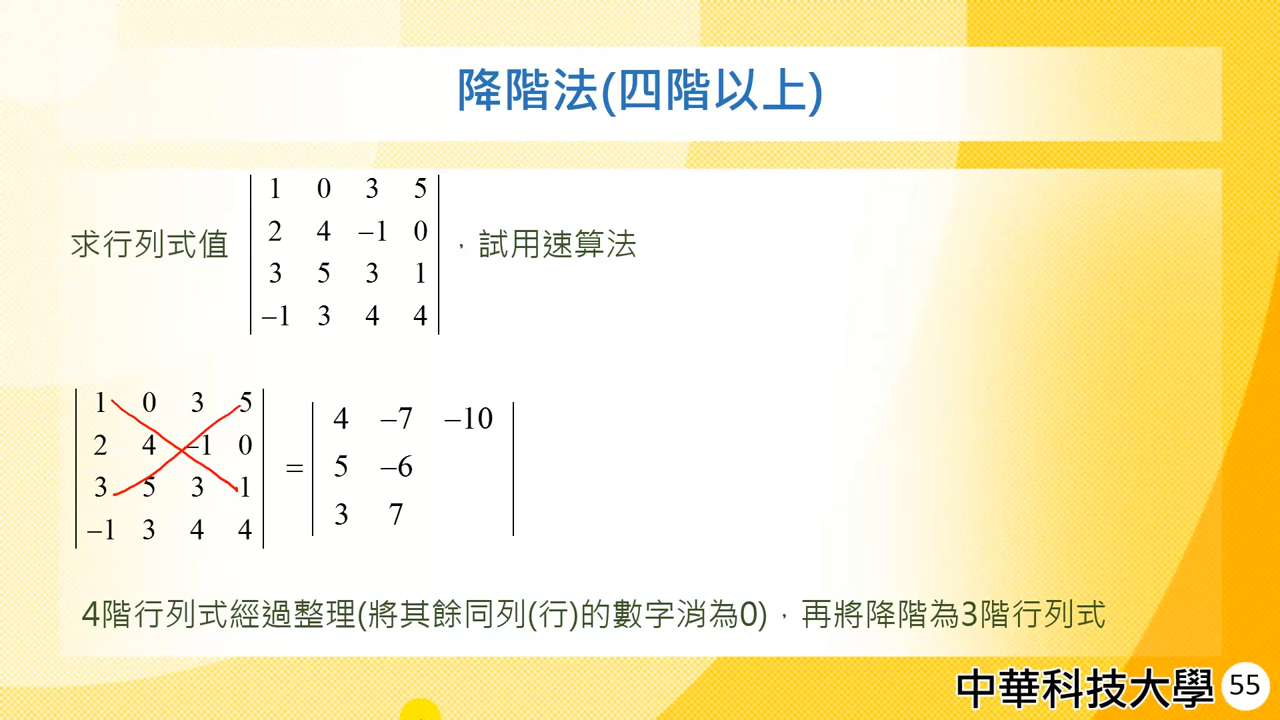 降階法(四階以上)
求行列式值
1 0 3 5
2 4 –1 0
3 5 3 1
–1 3 4 4
，試用速算法
1 0 3 5
2 4 –1 0
3 5 3 1
–1 3 4 4
=
4 –7 –10
5 –6
3 7
4階行列式經過整理(將其餘同列(行)的數字消為0)，再將降階為3階行列式
中華科技大學 55